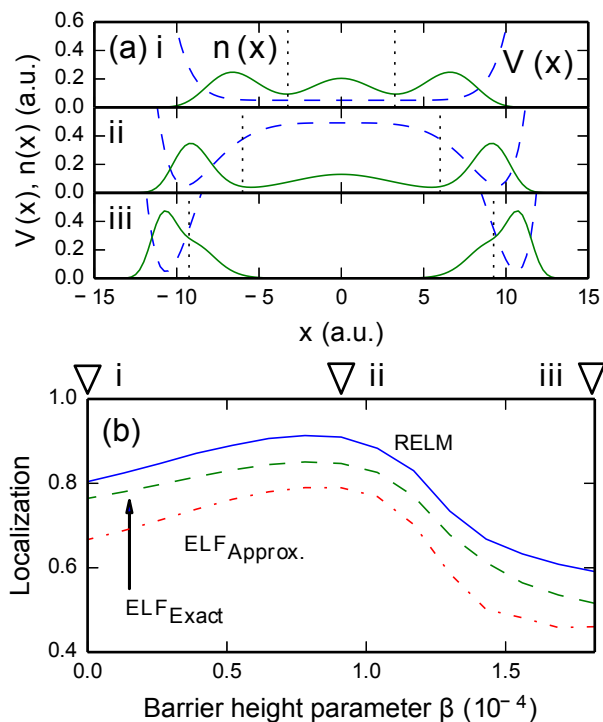 0.6
(a) i n(x) V (x)
0.4
0.2
0.0
ii
0.4
0.2
0.0
iii
0.4
0.2
0.0
V (x), n(x) (a.u.)
− 15 − 10 − 5 0 5 10 15
x (a.u.)
i ii iii
1.0
(b)
RELM
0.8
ELFApprox.
0.6
ELFExact
0.4
Localization
0.0 0.5 1.0 1.5
Barrier height parameter β (10⁻⁴)